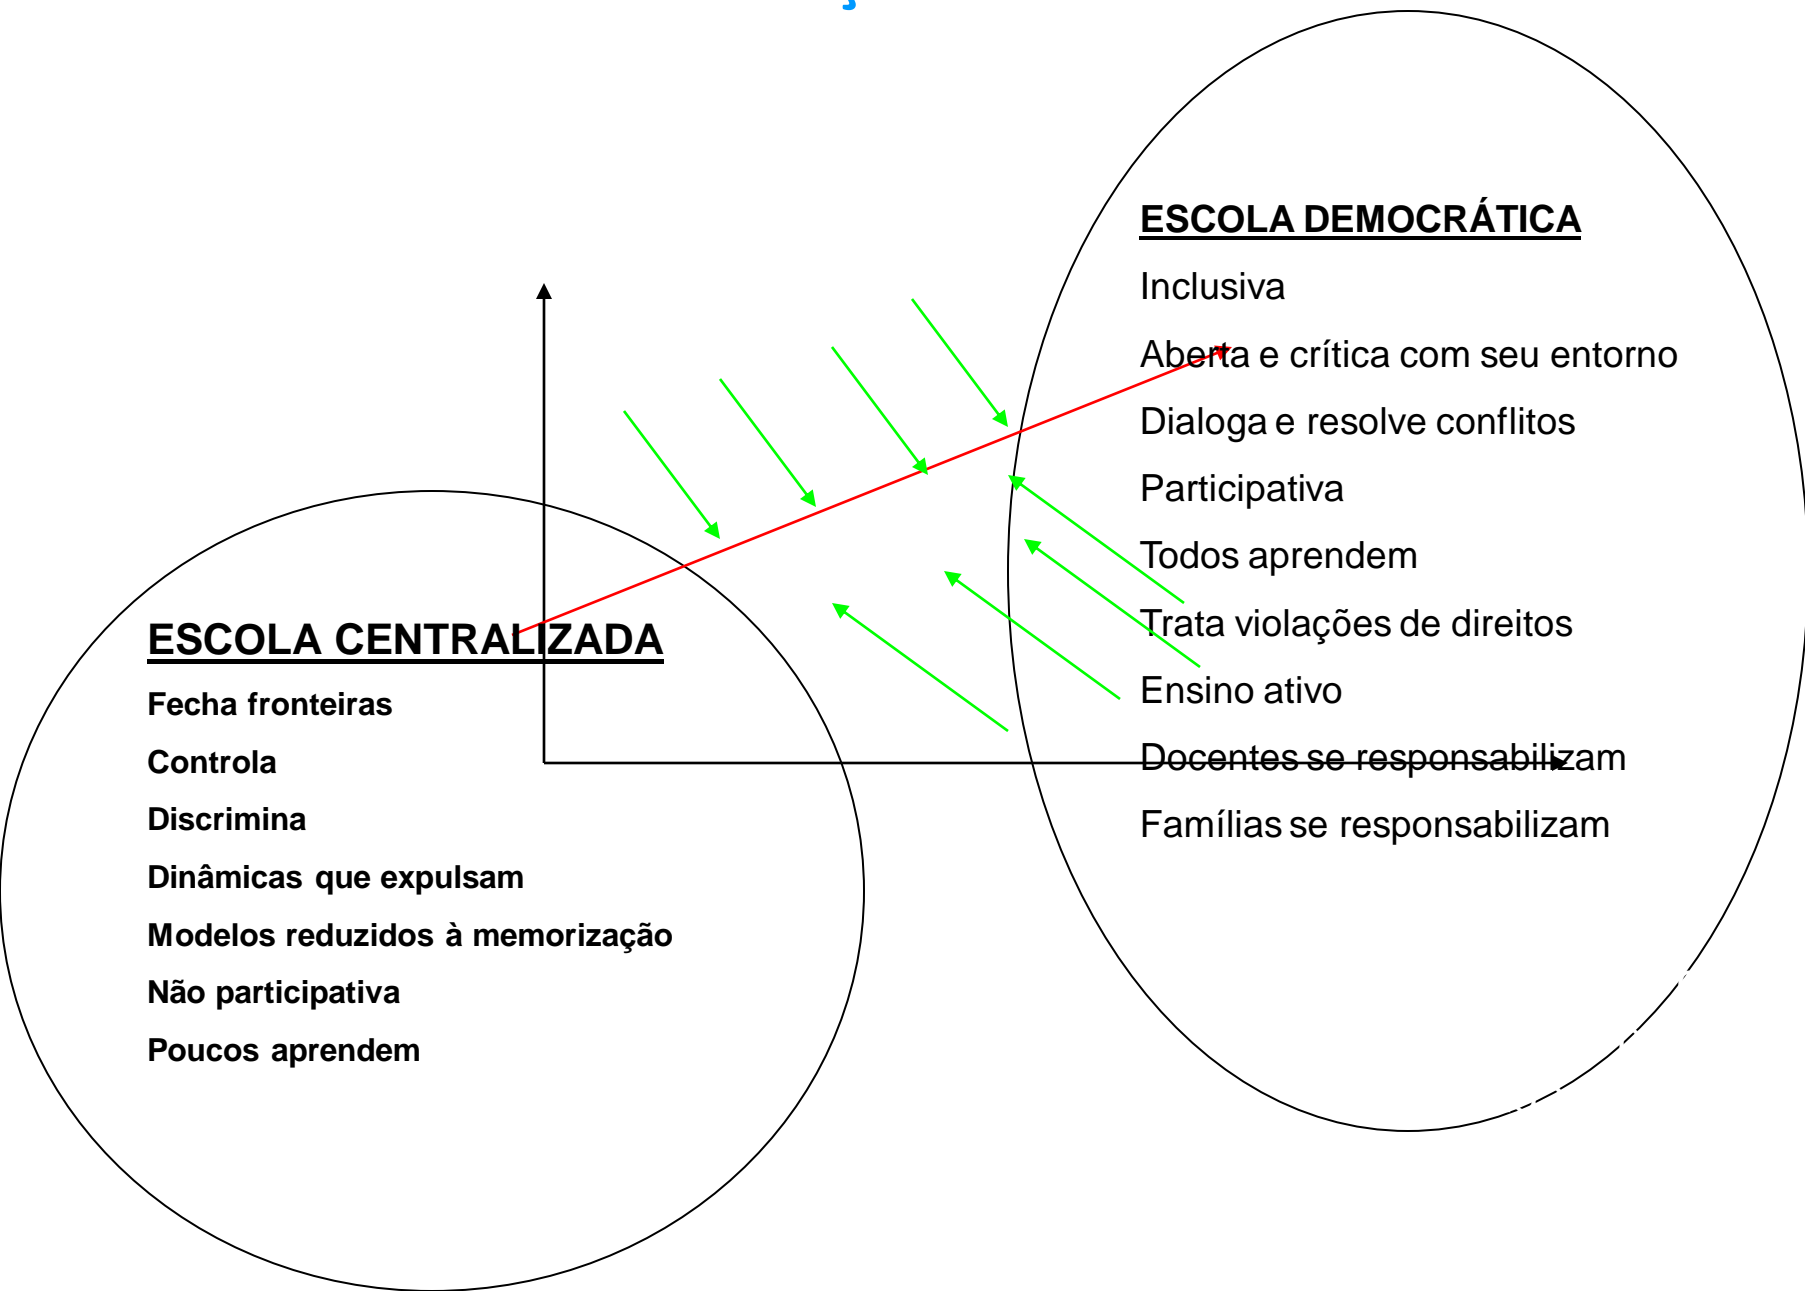 ESCOLA DEMOCRÁTICA
Inclusiva
Aberta e crítica com seu entorno
Dialoga e resolve conflitos
Participativa
Todos aprendem
Trata violações de direitos
Ensino ativo
Docentes se responsabilizam
Famílias se responsabilizam
ESCOLA CENTRALIZADA
Fecha fronteiras
Controla
Discrimina
Dinâmicas que expulsam
Modelos reduzidos à memorização
Não participativa
Poucos aprendem